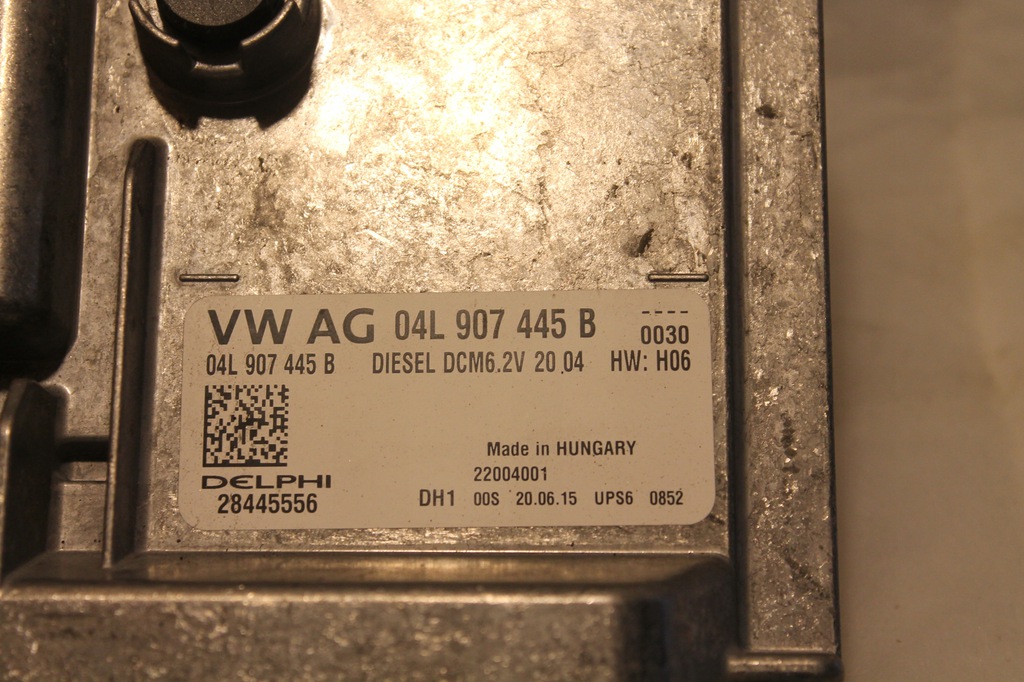 VW AG 04L 907 445 B ----
0030
04L 907 445 B DIESEL DCM6.2V 20.04 HW: H06
Made in HUNGARY
22004001
DELPHI
28445556 DH1 00S 20.06.15 UPS6 0852